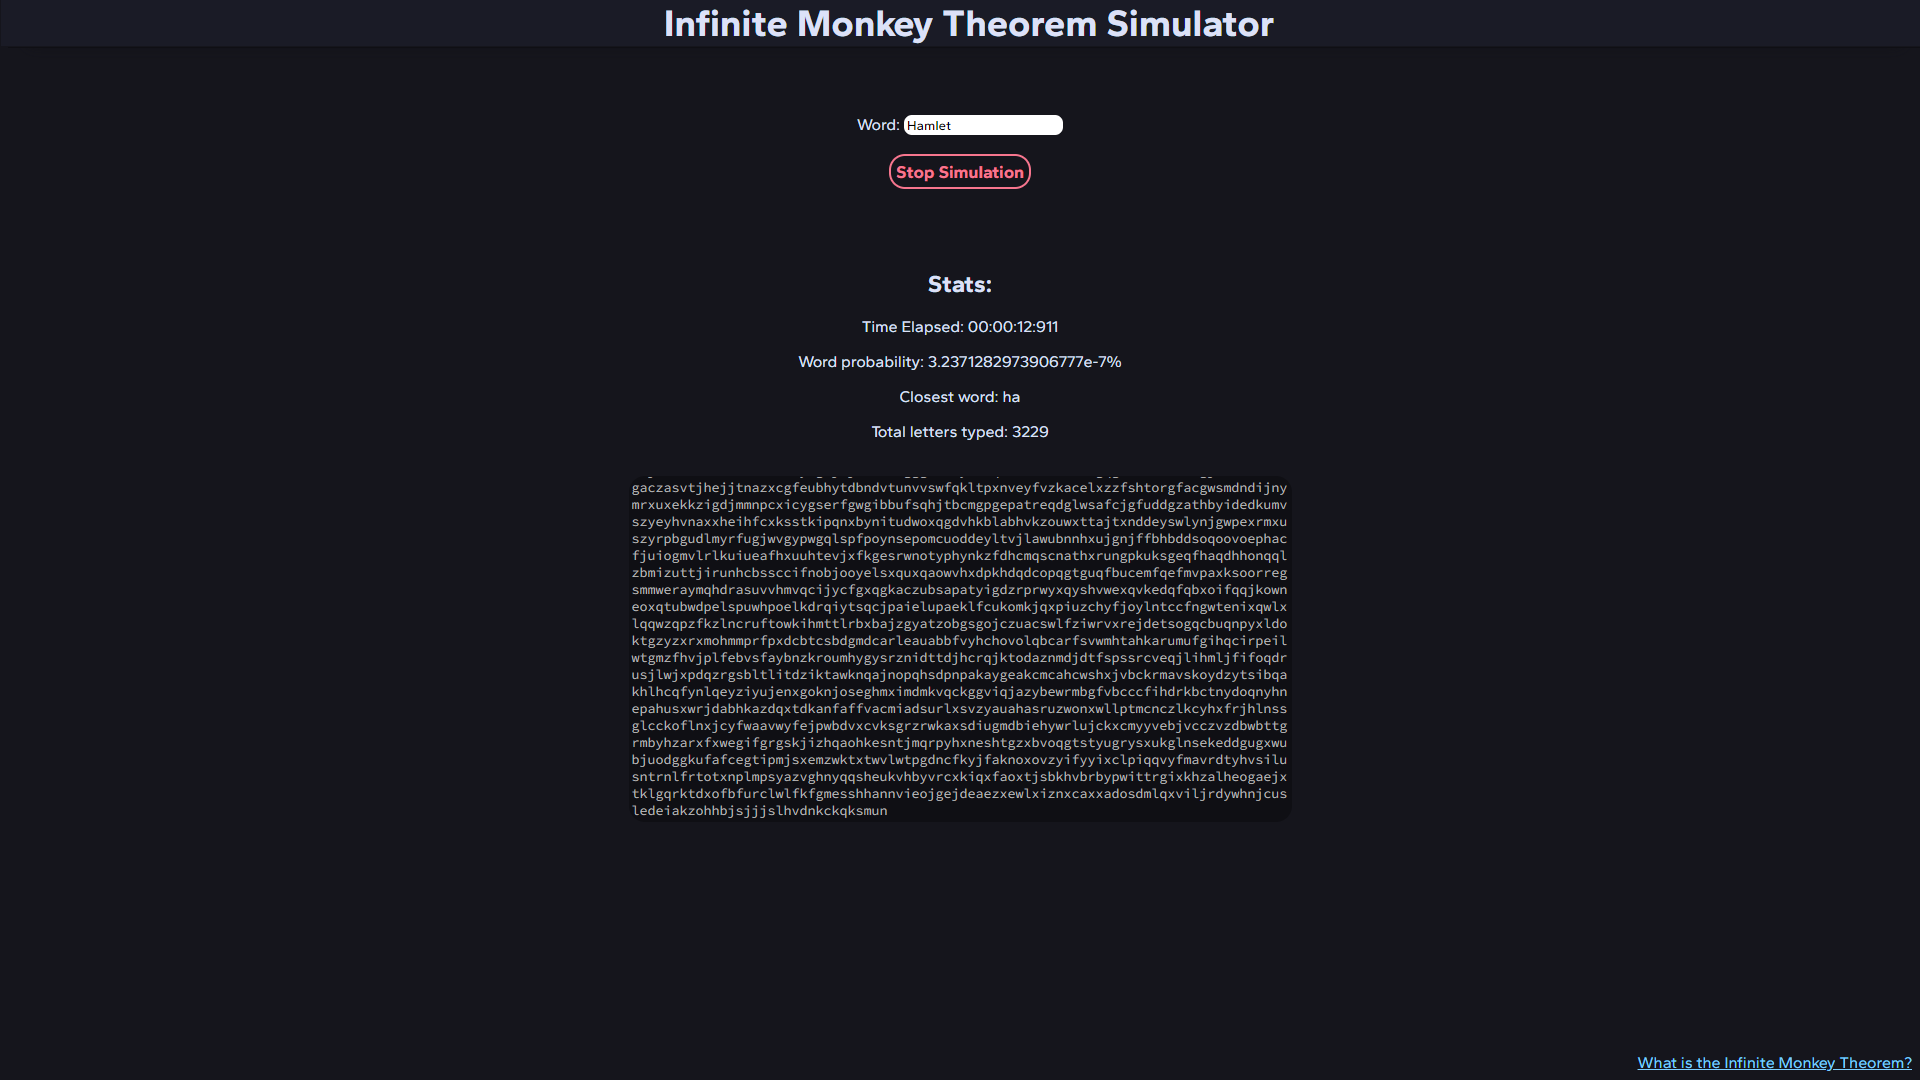 Infinite Monkey Theorem Simulator
Word: Hamlet
Stop Simulation
Stats:
Time Elapsed: 00:00:12:911
Word probability: 3.2371282973906777e-7%
Closest word: ha
Total letters typed: 3229
gaczasvtjhejjtnazxcgfeubhytdbndvtunvvswfqkltpxnveyfvzkacelxzzfshtorgfacgwsmdndijny
mrxuxekkzigdjmmnpcxicygserfgwgibbufsqhjtbcmgpgepatreqdglwsafcjgfuddgzathbyidedkumv
szyeyhvnaxxheihfcxksstkipqnxbynitudwoxqgdvhkblabhvkzouwxttajtxnddeyswlynjgwpexrmxu
szyrpbgudlmyrfugjwvgypwgqlspfpoynsepomcuoddeyltvjlawubnnhxujgnjffbhbddsoqoovoephac
fjuiogmvlrlkuiueafhxuuhtevjxfkgesrwnotyphynkzfdhcmqscnathxrungpkuksgeqfhaqdhhonqql
zbmizuttjirunhcbssccifnobjooyelsxquxqaowvhxdpkhdqdcopqgtguqfbucemfqefmvpaxksoorreg
smmweraymqhdrasuvvhmvqcijycfgxqgkaczubsapatyigdzrprwyxqyshvwexqvkedqfqbxoifqqjkown
eoxqtubwdpelspuwhpoelkdrqiytsqcjpaielupaeklfcukomkjqxpiuzchyfjoylntccfngwtenixqwlx
lqqwzqpzfkzlncruftowkihmttlrbxbajzgyatzobgsgojczuacswlfziwrvxrejdetsogqcbuqnpyxldo
ktgzyzxrxmohmmprfpxdcbtcsbdgmdcarleauabbfvyhchovolqbcarfsvwmhtahkarumufgihqcirpeil
wtgmzfhvjplfebvsfaybnzkroumhygysrznidttdjhcrqjktodaznmdjdtfspssrcveqjlihmljfifoqdr
usjlwjxpdqzrgsbltlitdziktawknqajnopqhsdpnpakaygeakcmcahcwshxjvbckrmavskoydzytsibqa
khlhcqfynlqeyziyujenxgoknjoseghmximdmkvqckggviqjazybewrmbgfvbcccfihdrkbctnydoqnyhn
epahusxwrjdabhkazdqxtdkanfaffvacmiadsurlxsvzyauahasruzwonxwllptmcnczlkcyhxfrjhlnss
glcckoflnxjcyfwaavwyfejpwbdvxcvksgrzrwkaxsdiugmdbiehywrlujckxcmyyvebjvcczvzdbwbttg
rmbyhzarxfxwegifgrgskjizhqaohkesntjmqrpyhxneshtgzxbvoqgtstyugrysxukglnsekeddgugxwu
bjuodggkufafcegtipmjsxemzwktxtwvlwtpgdncfkyjfaknoxovzyifyyixclpiqqvyfmavrdtyhvsilu
sntrnlfrtotxnplmpsyazvghnyqqsheukvhbyvrcxkiqxfaoxtjsbkhvbrbypwittrgixkhzalheogaejx
tklgqrktdxofbfurclwlfkfgmesshhannvieojgejdeaezxewlxiznxcaxxadosdmlqxviljrdywhnjcus
ledeiakzohhbjsjjjslhvdnkckqksmun
What is the Infinite Monkey Theorem?